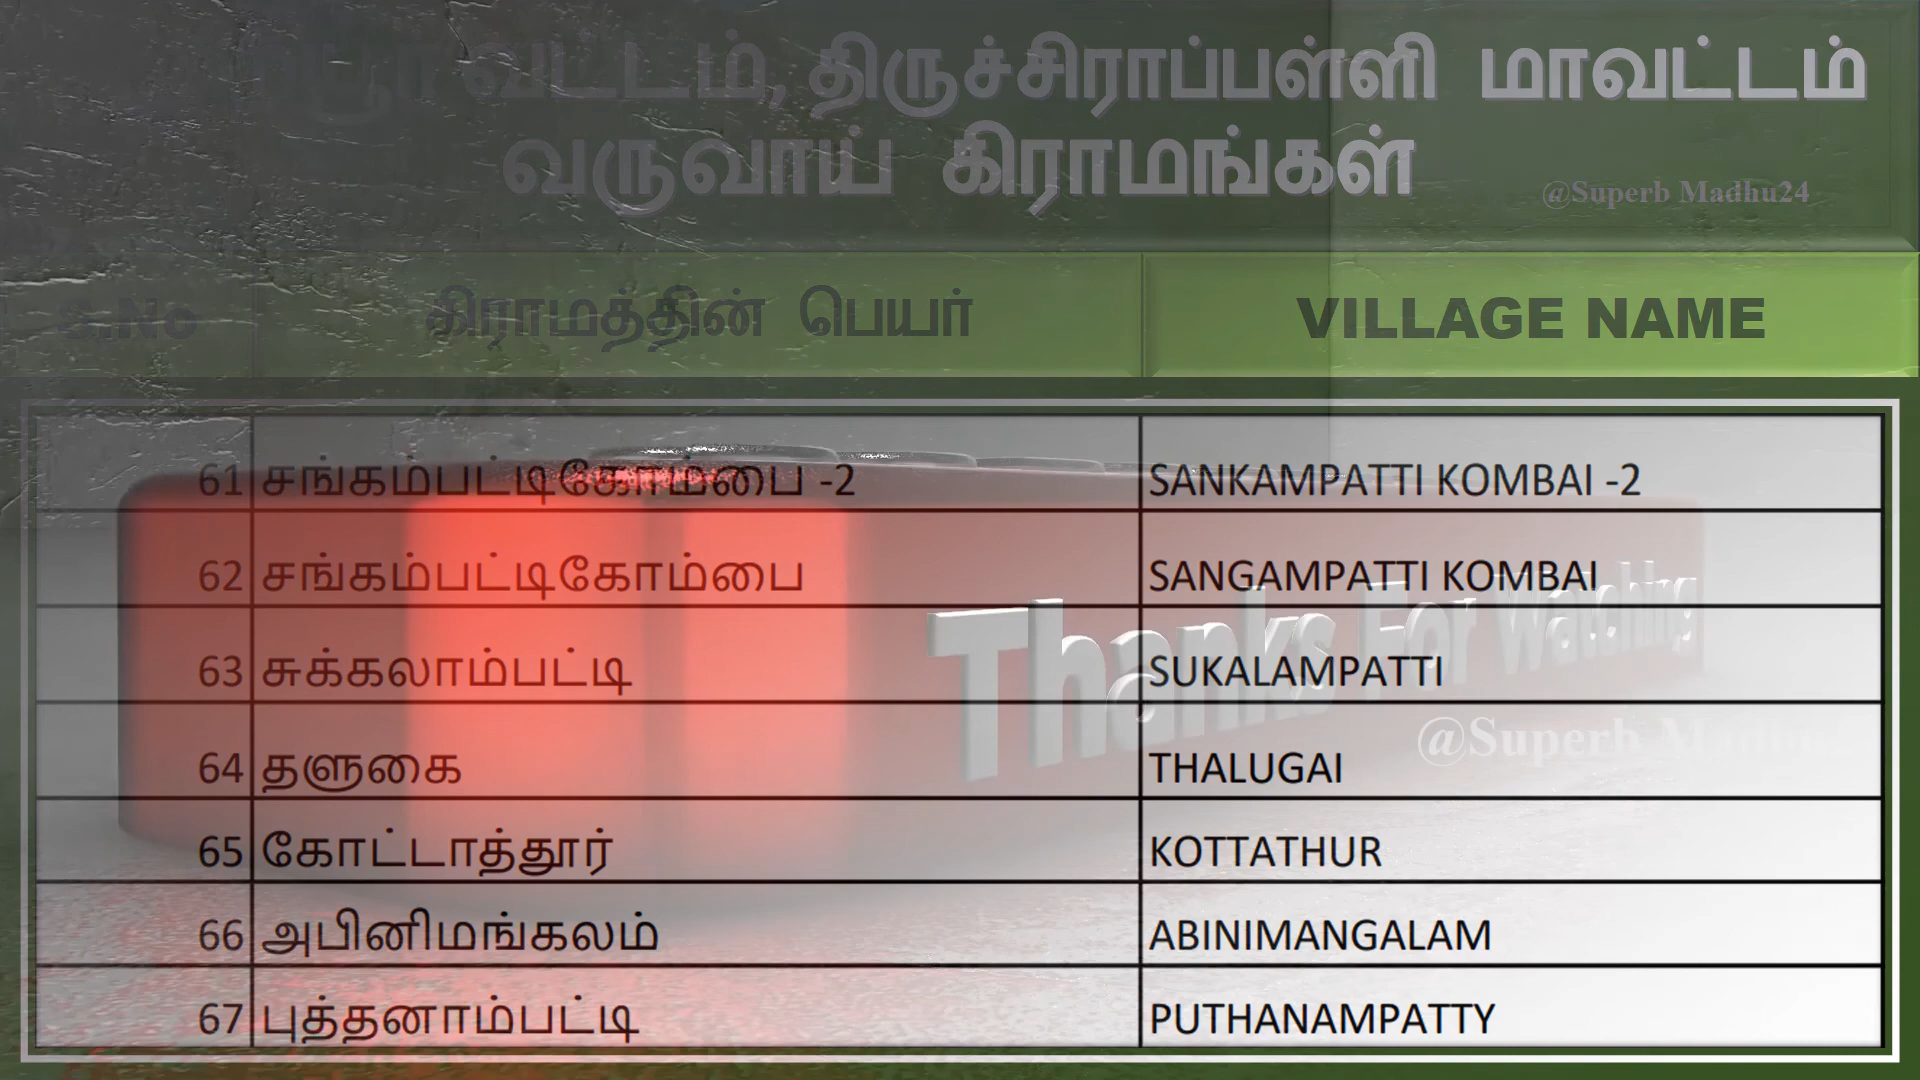 வட்டம், திருச்சிராப்பள்ளி மாவட்டம்
வருவாய் கிராமங்கள்
@Superb Madhu24
S.No கிராமத்தின் பெயர் VILLAGE NAME
61 சங்கம்பட்டிகோம்பை -2 SANKAMPATTI KOMBAI -2
62 சங்கம்பட்டிகோம்பை SANGAMPATTI KOMBAI
Thanks For Watching
63 சுக்கலாம்பட்டி SUKALAMPATTI
@Superb
64 தளுகை THALUGAI
65 கோட்டாத்தூர் KOTTATHUR
66 அபினிமங்கலம் ABINIMANGALAM
67 புத்தனாம்பட்டி PUTHANAMPATTY